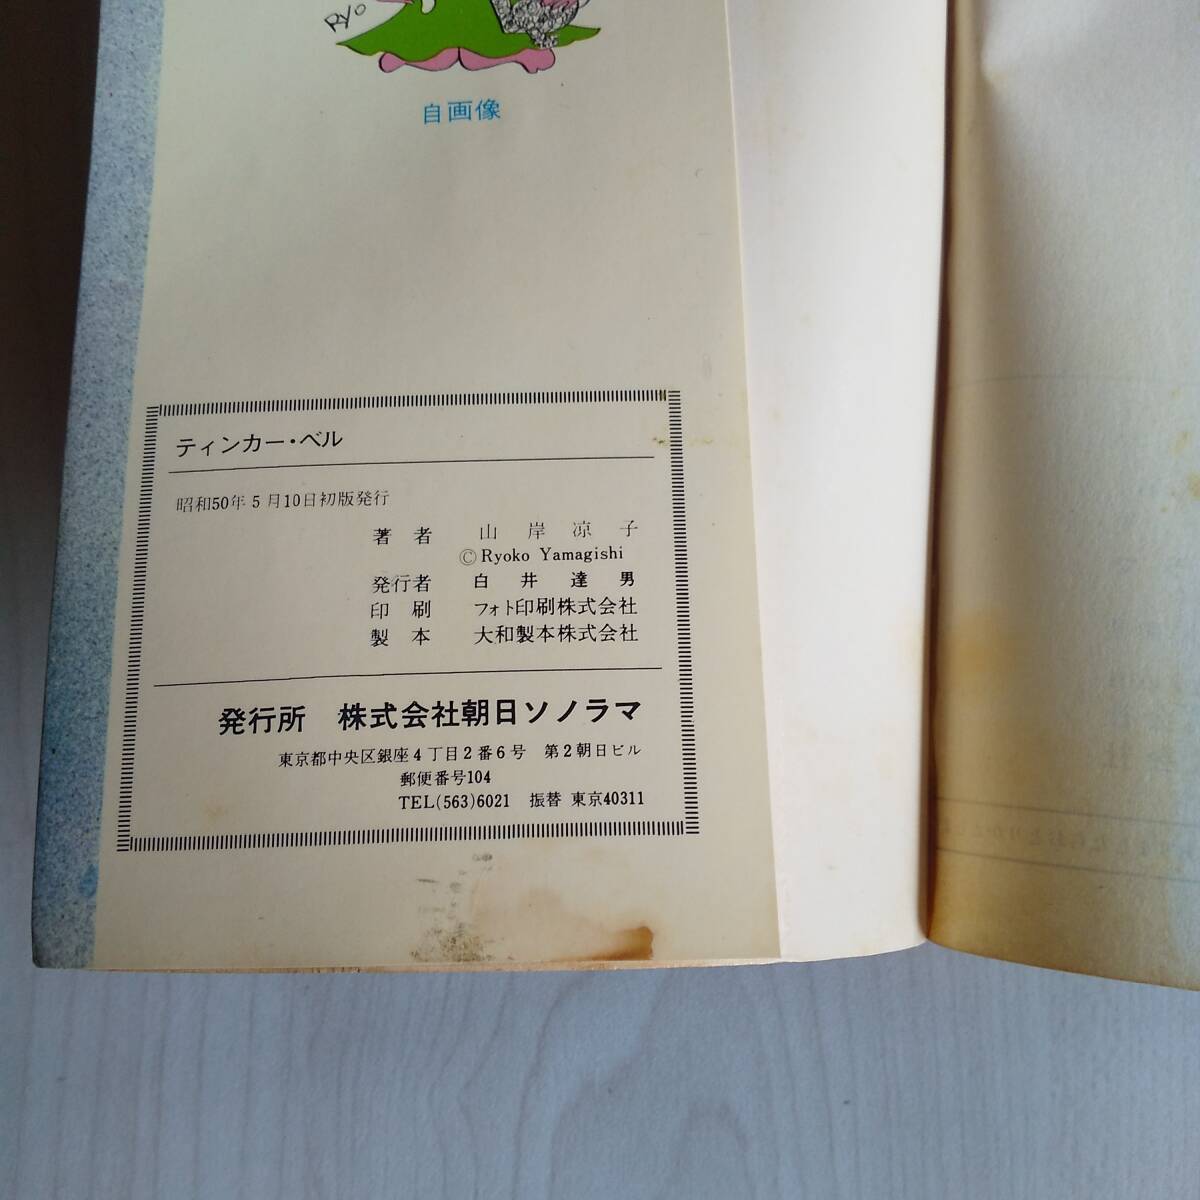 RYO
自画像
ティンカー・ベル
昭和50年5月10日初版発行
著者 山岸凉子
©Ryoko Yamagishi
発行者 白井達男
印刷 フォト印刷株式会社
製本 大和製本株式会社
発行所 株式会社朝日ソノラマ
東京都中央区銀座4丁目2番6号 第2朝日ビル
郵便番号104
TEL(563)6021 振替 東京40311